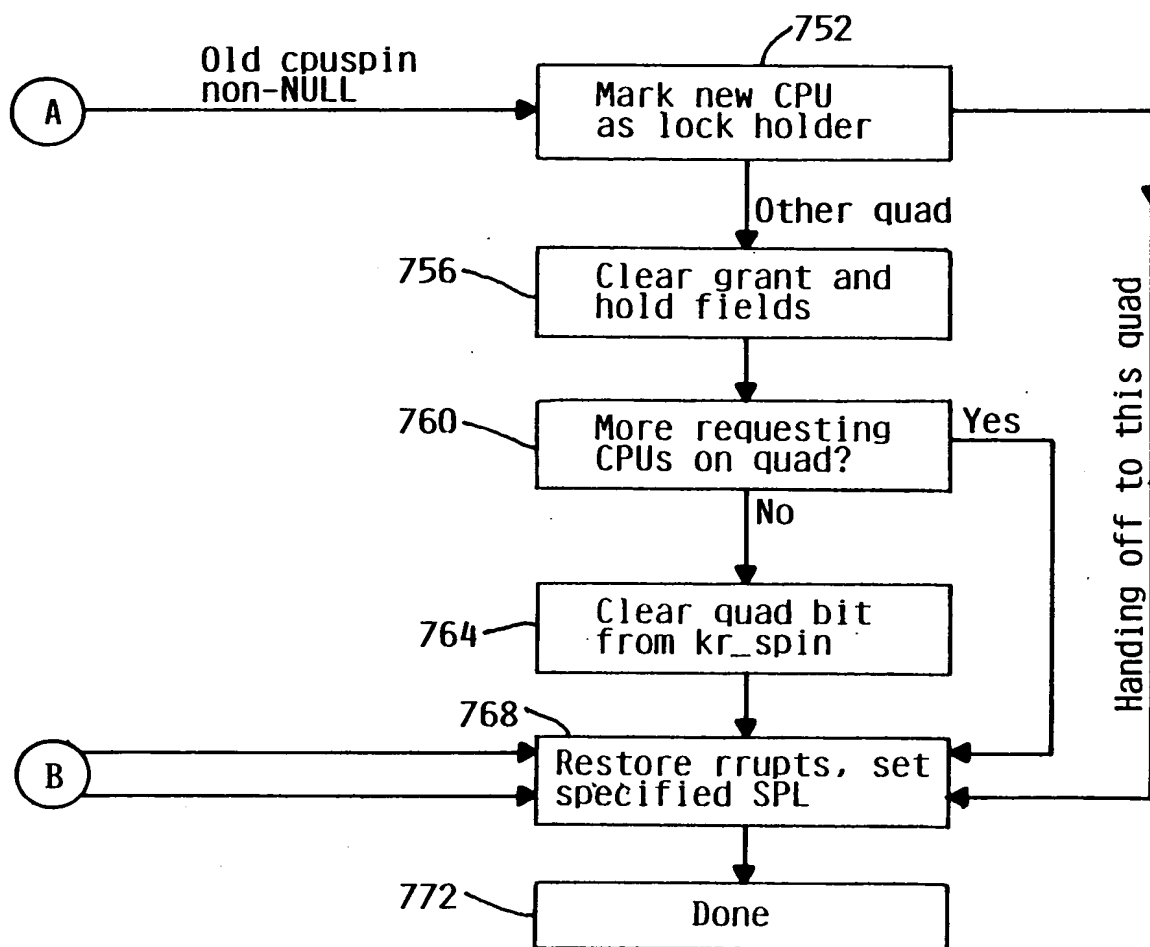 752
Old cpuspin
non-NULL
A
Mark new CPU
as lock holder
Other quad
756
Clear grant and
hold fields
Handing off to this quad
760
More requesting
CPUs on quad?
Yes
No
764
Clear quad bit
from kr_spin
768
B
Restore rrupts, set
specified SPL
772
Done